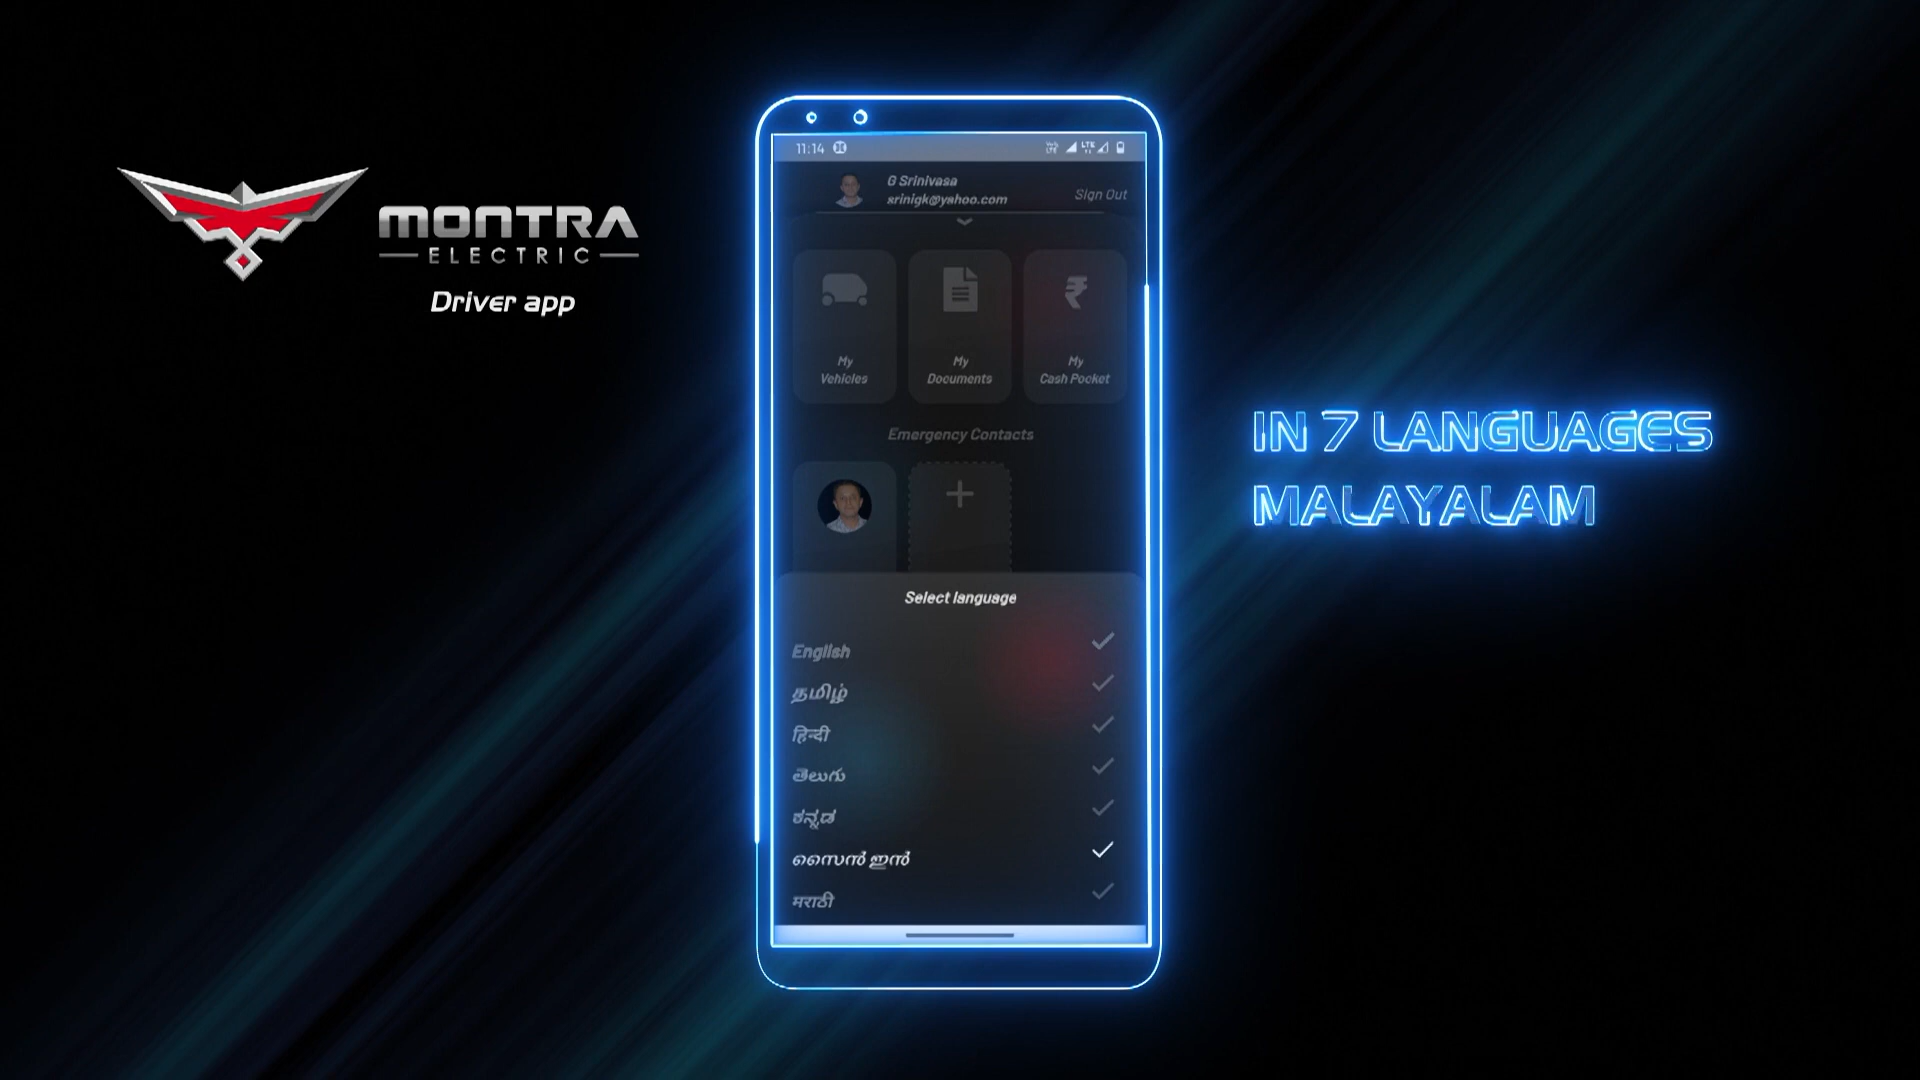 MONTRA
ELECTRIC
Driver app
11:14
G Srinivasa
srinigk@yahoo.com
Sign Out
My
Vehicles
My
Documents
My
Cash Pocket
Emergency Contacts
Select language
English
தமிழ்
हिन्दी
తెలుగు
ಕನ್ನಡ
സൈൻ ഇൻ
मराठी
IN 7 LANGUAGES
MALAYALAM